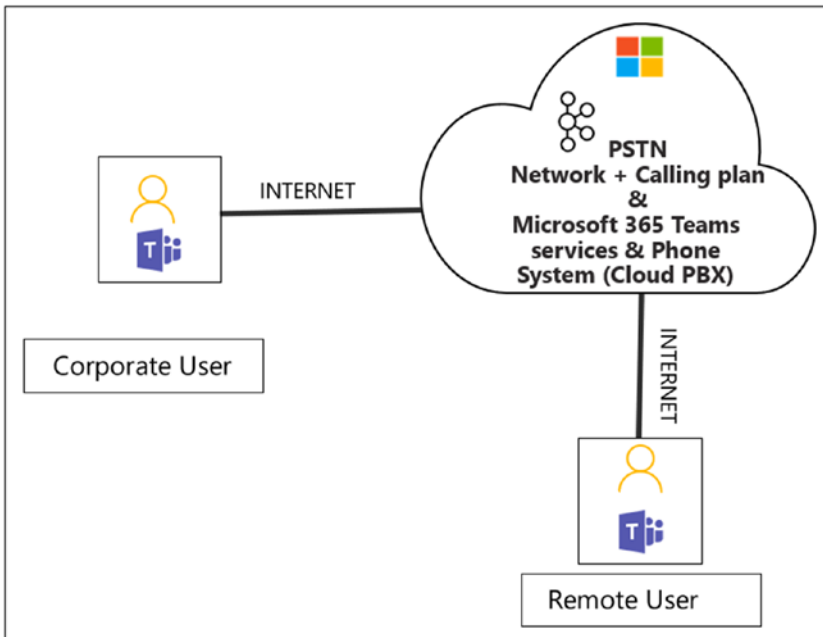 PSTN
Network + Calling plan
&
Microsoft 365 Teams
services & Phone
System (Cloud PBX)
INTERNET
T
Corporate User
INTERNET
T
Remote User